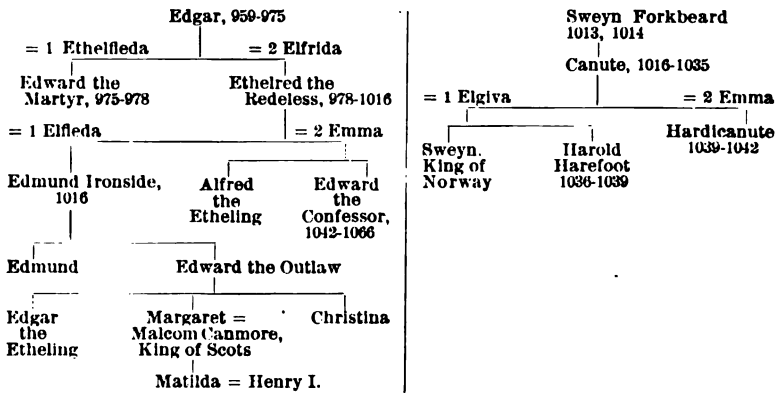 Edgar, 959-975
= 1 Ethelfleda
= 2 Elfrida
Edward the
Martyr, 975-978
Ethelred the
Redeless, 978-1016
= 1 Elfleda
= 2 Emma
Edmund Ironside,
1016
Alfred
the
Etheling
Edward
the
Confessor,
1042-1066
Edmund
Edward the Outlaw
Edgar
the
Etheling
Margaret =
Malcom Canmore,
King of Scots
Christina
Matilda = Henry I.
Sweyn Forkbeard
1013, 1014
Canute, 1016-1035
= 1 Elgiva
= 2 Emma
Sweyn.
King of
Norway
Harold
Harefoot
1036-1039
Hardicanute
1039-1042